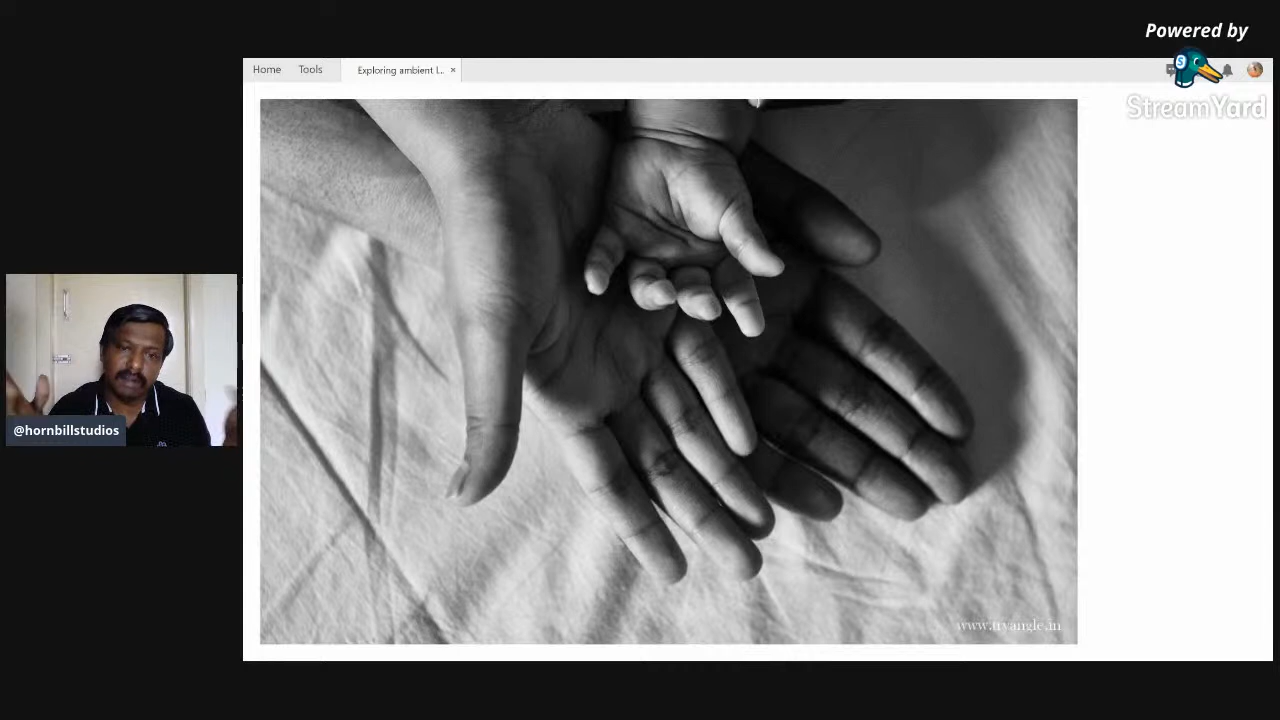 Powered by
StreamYard
Home
Tools
Exploring ambient l...
@hornbillstudios
www.tryangle.in